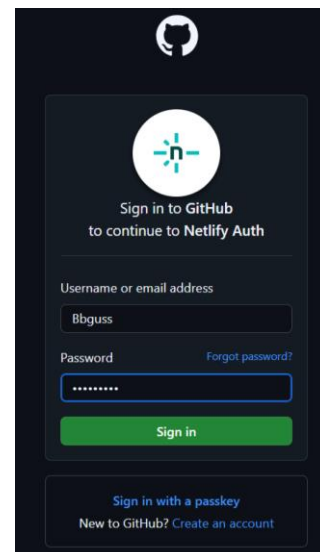 n
Sign in to GitHub
to continue to Netlify Auth
Username or email address
Bbguss
Password Forgot password?
•••••••••
Sign in
Sign in with a passkey
New to GitHub? Create an account